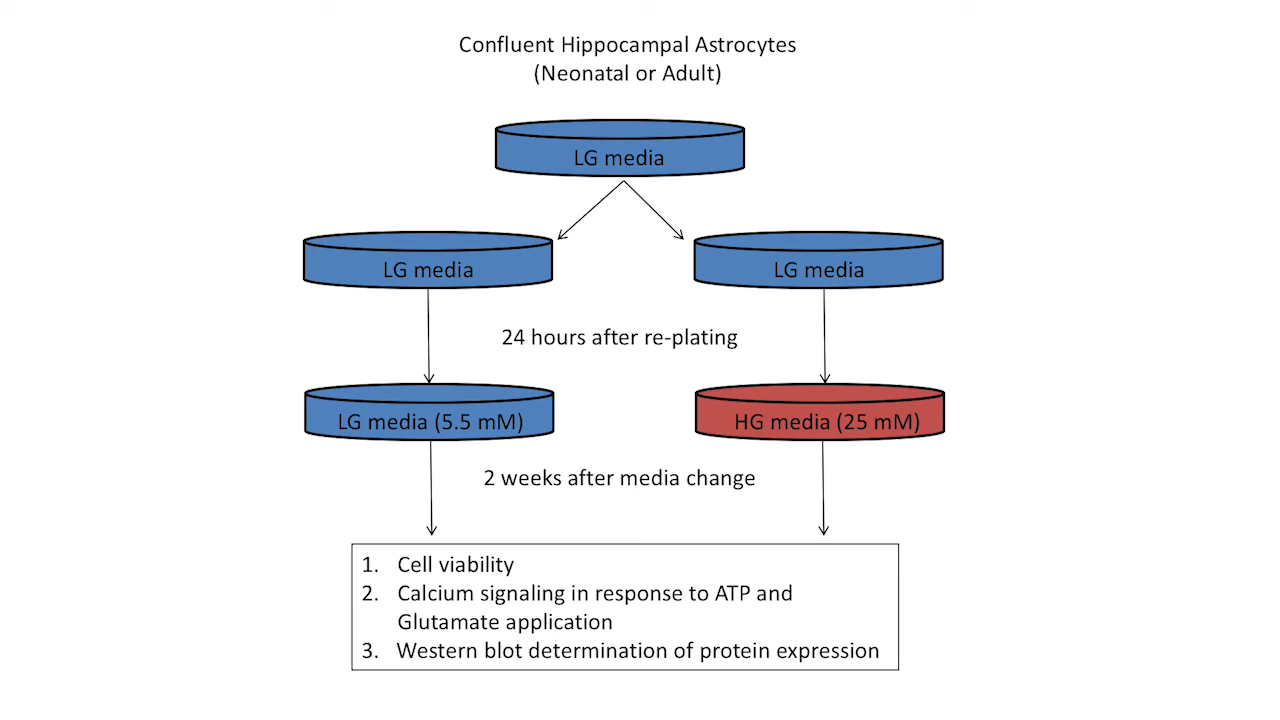 Confluent Hippocampal Astrocytes
(Neonatal or Adult)
LG media
LG media
LG media
24 hours after re-plating
LG media (5.5 mM)
HG media (25 mM)
2 weeks after media change
1. Cell viability
2. Calcium signaling in response to ATP and
Glutamate application
3. Western blot determination of protein expression